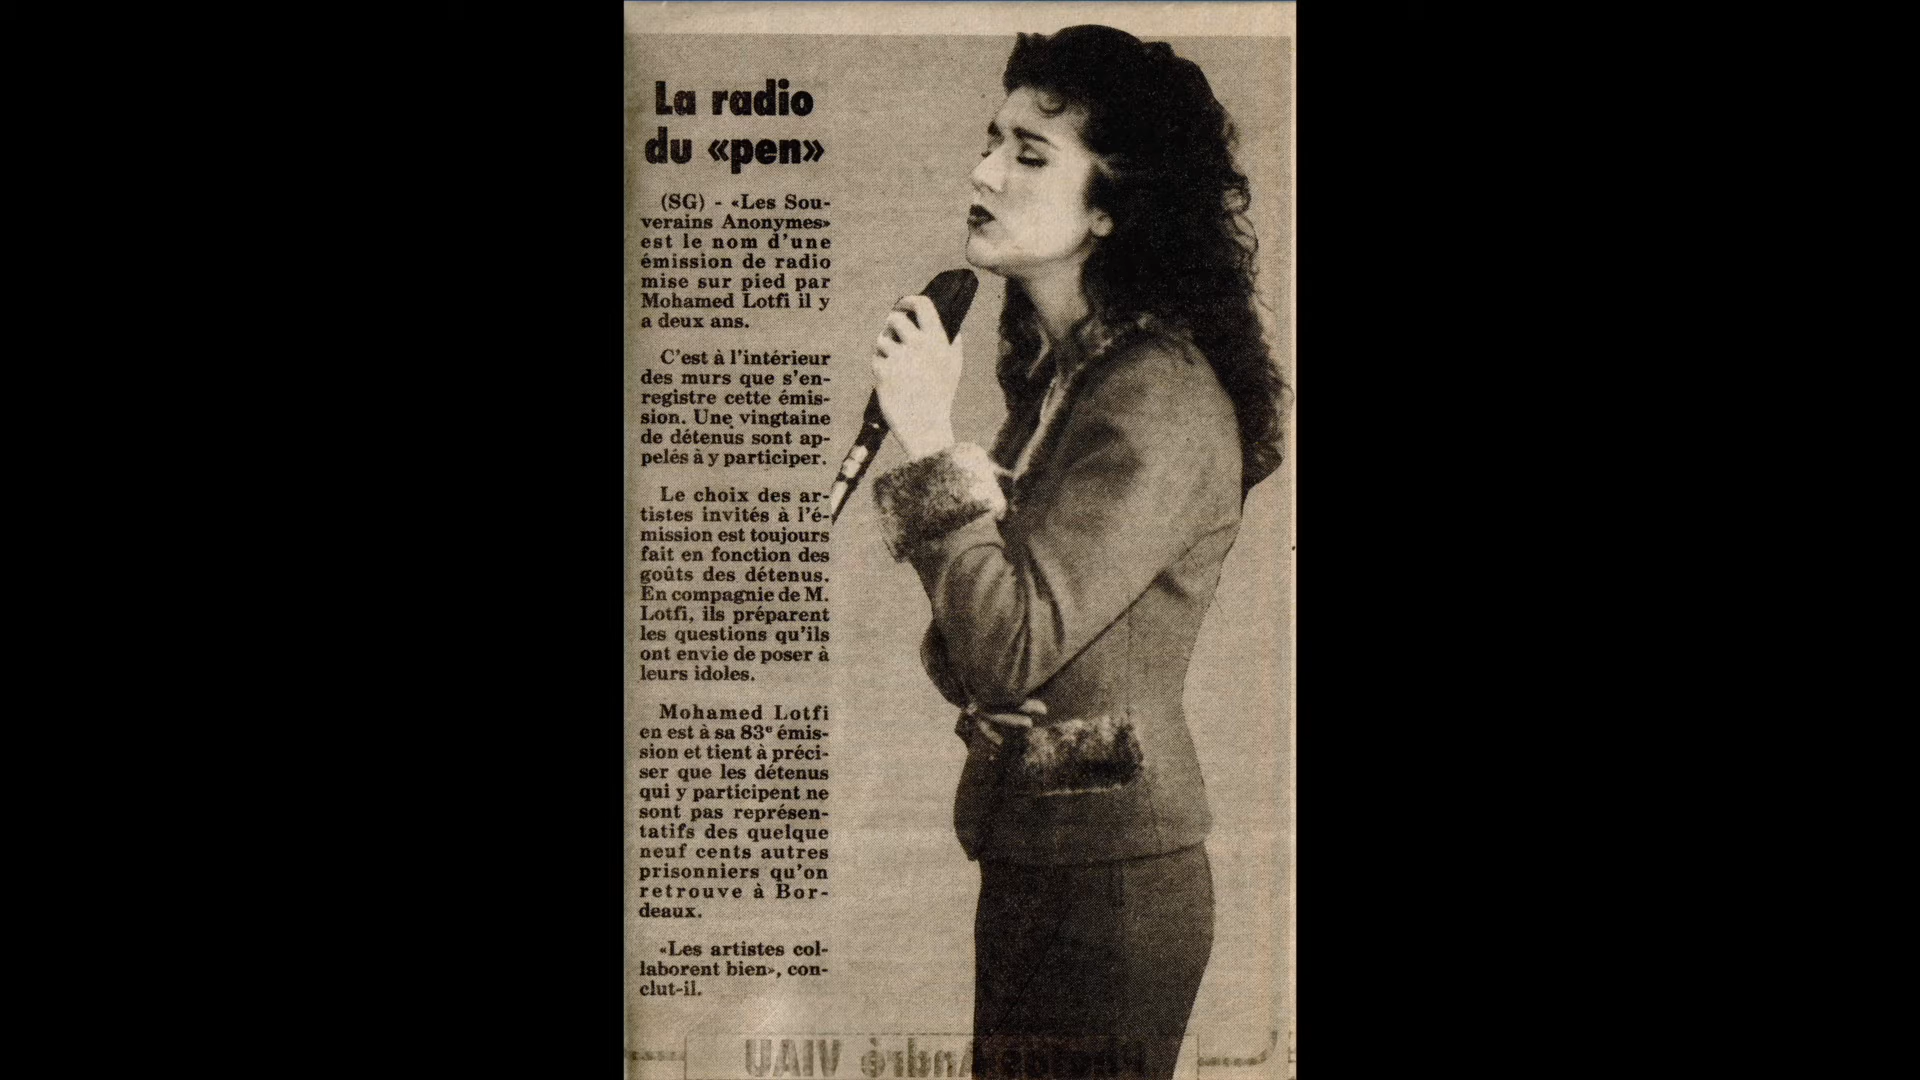 La radio
du «pen»
(SG) - «Les Sou-
verains Anonymes»
est le nom d'une
émission de radio
mise sur pied par
Mohamed Lotfi il y
a deux ans.
C'est à l'intérieur
des murs que s'en-
registre cette émis-
sion. Une vingtaine
de détenus sont ap-
pelés à y participer.
Le choix des ar-
tistes invités à l'é-
mission est toujours
fait en fonction des
goûts des détenus.
En compagnie de M.
Lotfi, ils préparent
les questions qu'ils
ont envie de poser à
leurs idoles.
Mohamed Lotfi
en est à sa 83e émis-
sion et tient à préci-
ser que les détenus
qui y participent ne
sont pas représen-
tatifs des quelque
neuf cents autres
prisonniers qu'on
retrouve à Bor-
deaux.
«Les artistes col-
laborent bien», con-
clut-il.
Photos André VIAU